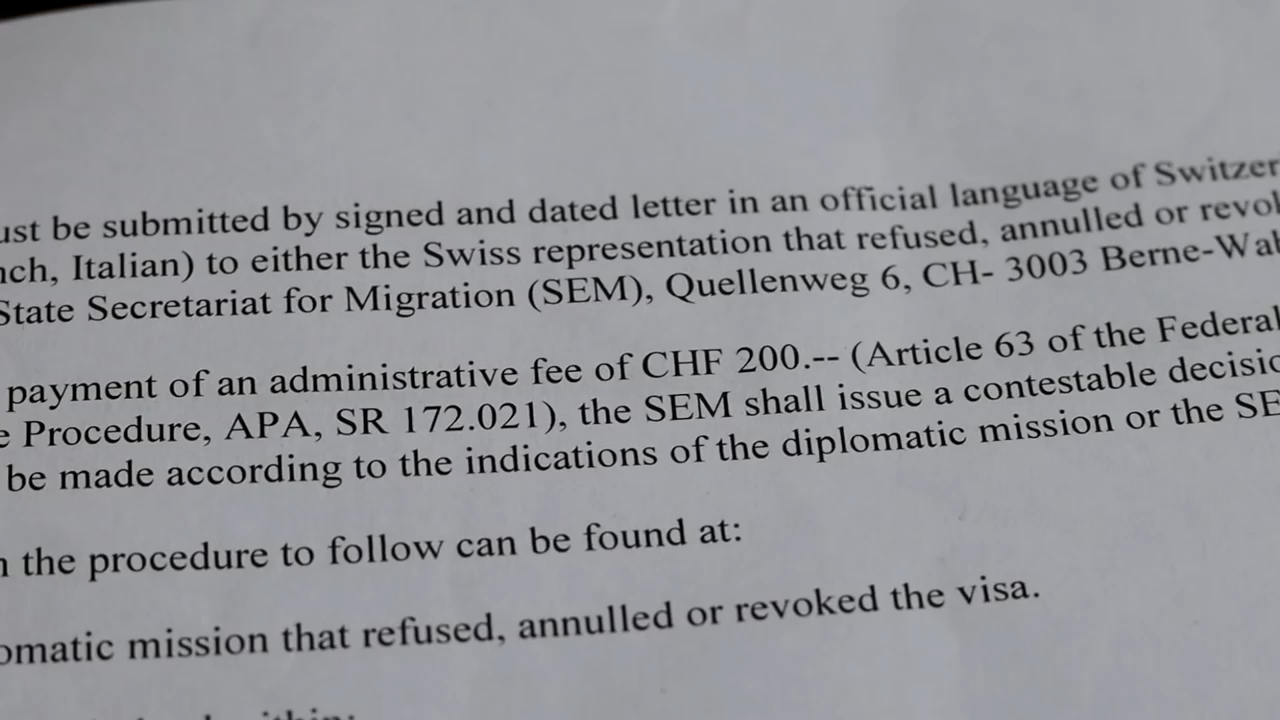 ust be submitted by signed and dated letter in an official language of Switzer
nch, Italian) to either the Swiss representation that refused, annulled or revok
State Secretariat for Migration (SEM), Quellenweg 6, CH- 3003 Berne-Wab
payment of an administrative fee of CHF 200.-- (Article 63 of the Federal
e Procedure, APA, SR 172.021), the SEM shall issue a contestable decisio
be made according to the indications of the diplomatic mission or the SE
n the procedure to follow can be found at:
omatic mission that refused, annulled or revoked the visa.